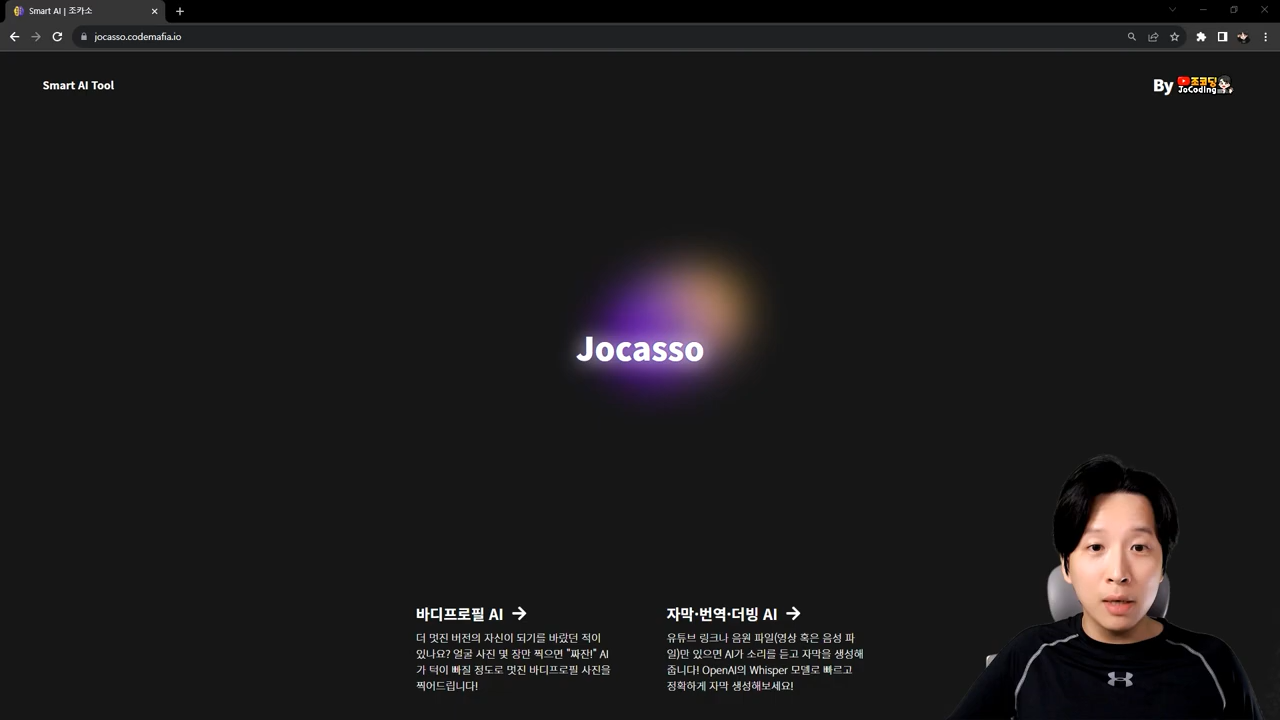 Smart AI | 조카소
jocasso.codemafia.io
Smart AI Tool
By 조코딩
JoCoding
Jocasso
바디프로필 AI →
더 멋진 버전의 자신이 되기를 바랬던 적이
있나요? 얼굴 사진 몇 장만 찍으면 "짜잔!" AI
가 턱이 빠질 정도로 멋진 바디프로필 사진을
찍어드립니다!
자막·번역·더빙 AI →
유튜브 링크나 음원 파일(영상 혹은 음성 파
일)만 있으면 AI가 소리를 듣고 자막을 생성해
줍니다! OpenAI의 Whisper 모델로 빠르고
정확하게 자막 생성해보세요!